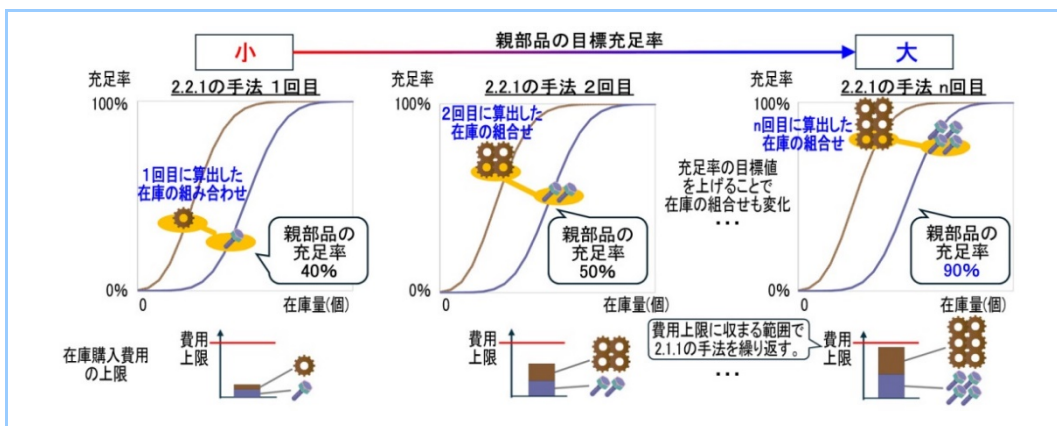 親部品の目標充足率
小
大
充足率
2.2.1の手法 1回目
100%
1回目に算出した
在庫の組み合わせ
親部品の
充足率
40%
0%
0
在庫量(個)
充足率
2.2.1の手法 2回目
100%
2回目に算出した
在庫の組合せ
親部品の
充足率
50%
0%
0
在庫量(個)
充足率の目標値
を上げることで
在庫の組合せも変化
…
充足率
2.2.1の手法 n回目
100%
n回目に算出した
在庫の組合せ
親部品の
充足率
90%
0%
0
在庫量(個)
在庫購入費用
の上限
費用
上限
費用
上限
費用上限に収まる範囲で
2.1.1の手法を繰り返す。
…
費用
上限